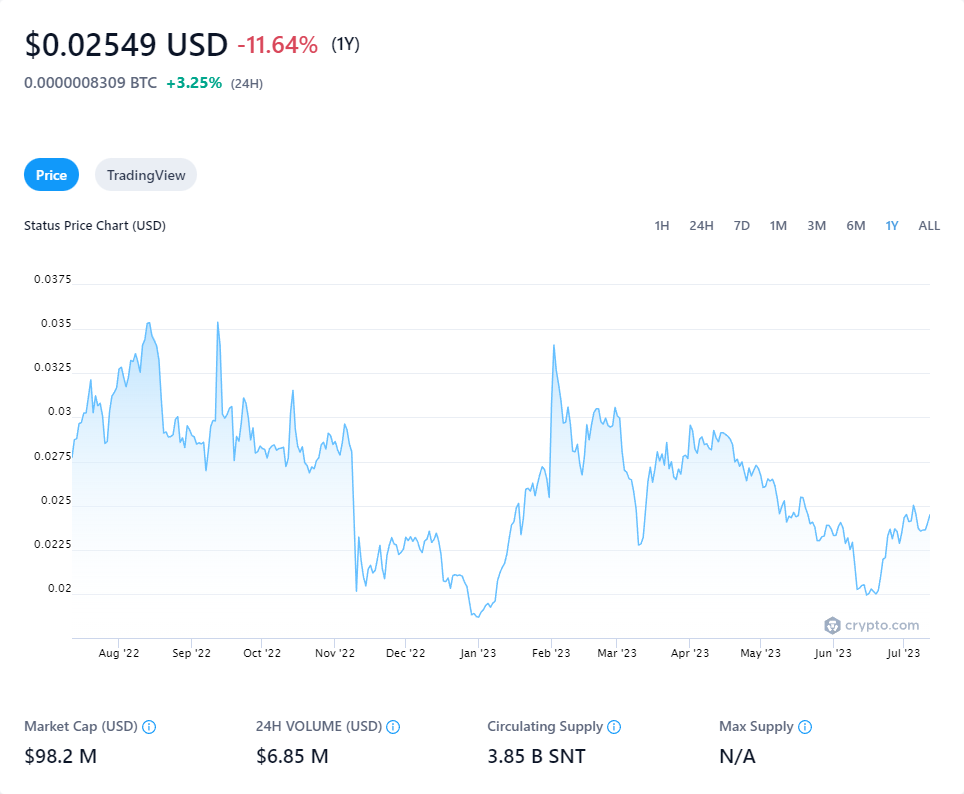 $0.02549 USD -11.64% (1Y)
0.0000008309 BTC +3.25% (24H)
Price TradingView
Status Price Chart (USD) 1H 24H 7D 1M 3M 6M 1Y ALL
0.0375
0.035
0.0325
0.03
0.0275
0.025
0.0225
0.02
crypto.com
Aug '22 Sep '22 Oct '22 Nov '22 Dec '22 Jan '23 Feb '23 Mar '23 Apr '23 May '23 Jun '23 Jul '23
Market Cap (USD) 24H VOLUME (USD) Circulating Supply Max Supply
$98.2 M $6.85 M 3.85 B SNT N/A